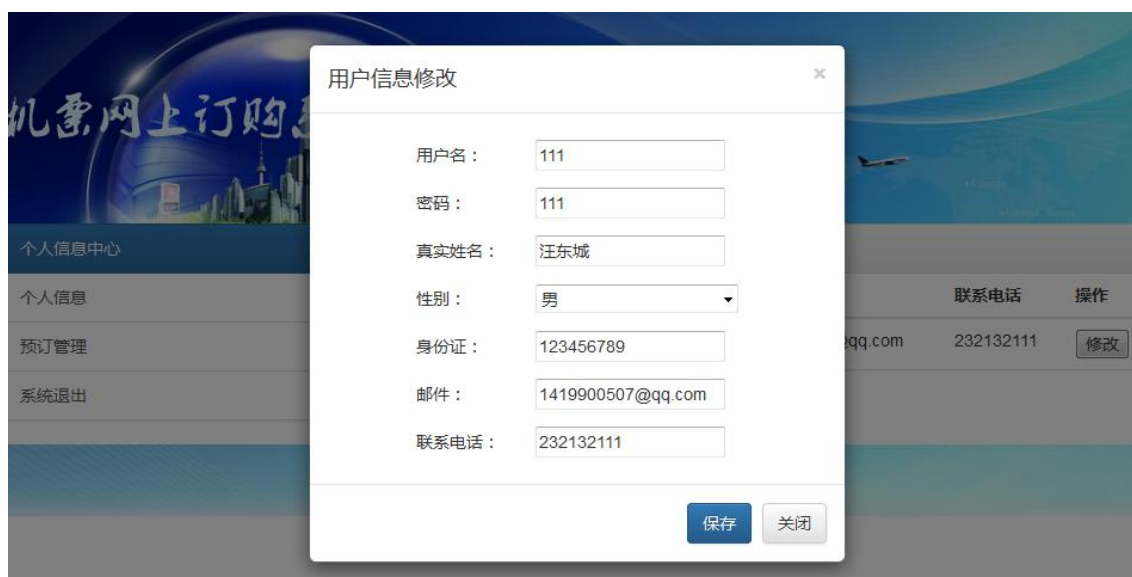 机票网上订购
用户信息修改 ×
用户名： 111
密码： 111
真实姓名： 汪东城
性别： 男
身份证： 123456789
邮件： 1419900507@qq.com
联系电话： 232132111
保存 关闭
个人信息中心
个人信息
预订管理
系统退出
联系电话 操作
qq.com 232132111 修改